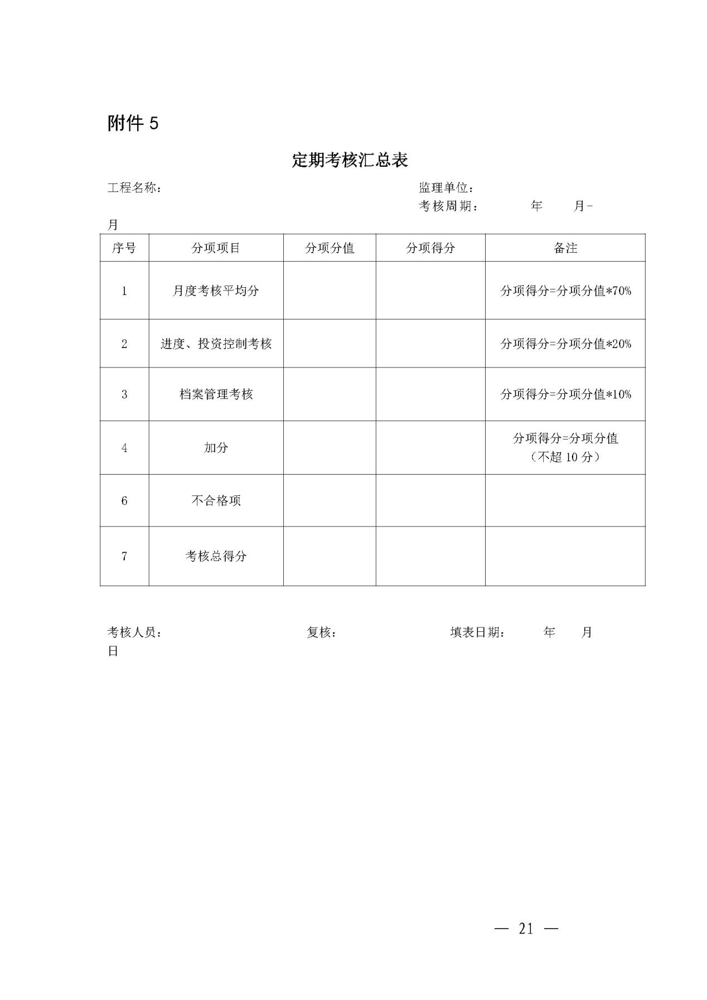 附件 5
定期考核汇总表
工程名称： 监理单位：
考核周期： 年 月-
月
序号 分项项目 分项分值 分项得分 备注
1 月度考核平均分 分项得分=分项分值*70%
2 进度、投资控制考核 分项得分=分项分值*20%
3 档案管理考核 分项得分=分项分值*10%
4 加分 分项得分=分项分值
（不超 10 分）
6 不合格项
7 考核总得分
考核人员： 复核： 填表日期： 年 月
日
— 21 —